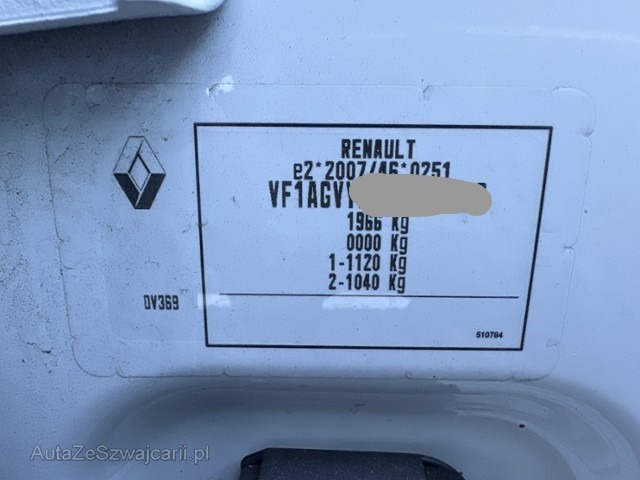 RENAULT
e2*2007/46*0251
VF1AGVY
1966 Kg
0000 Kg
1-1120 Kg
2-1040 Kg
DV369
510784
AutaZeSzwajcarii.pl